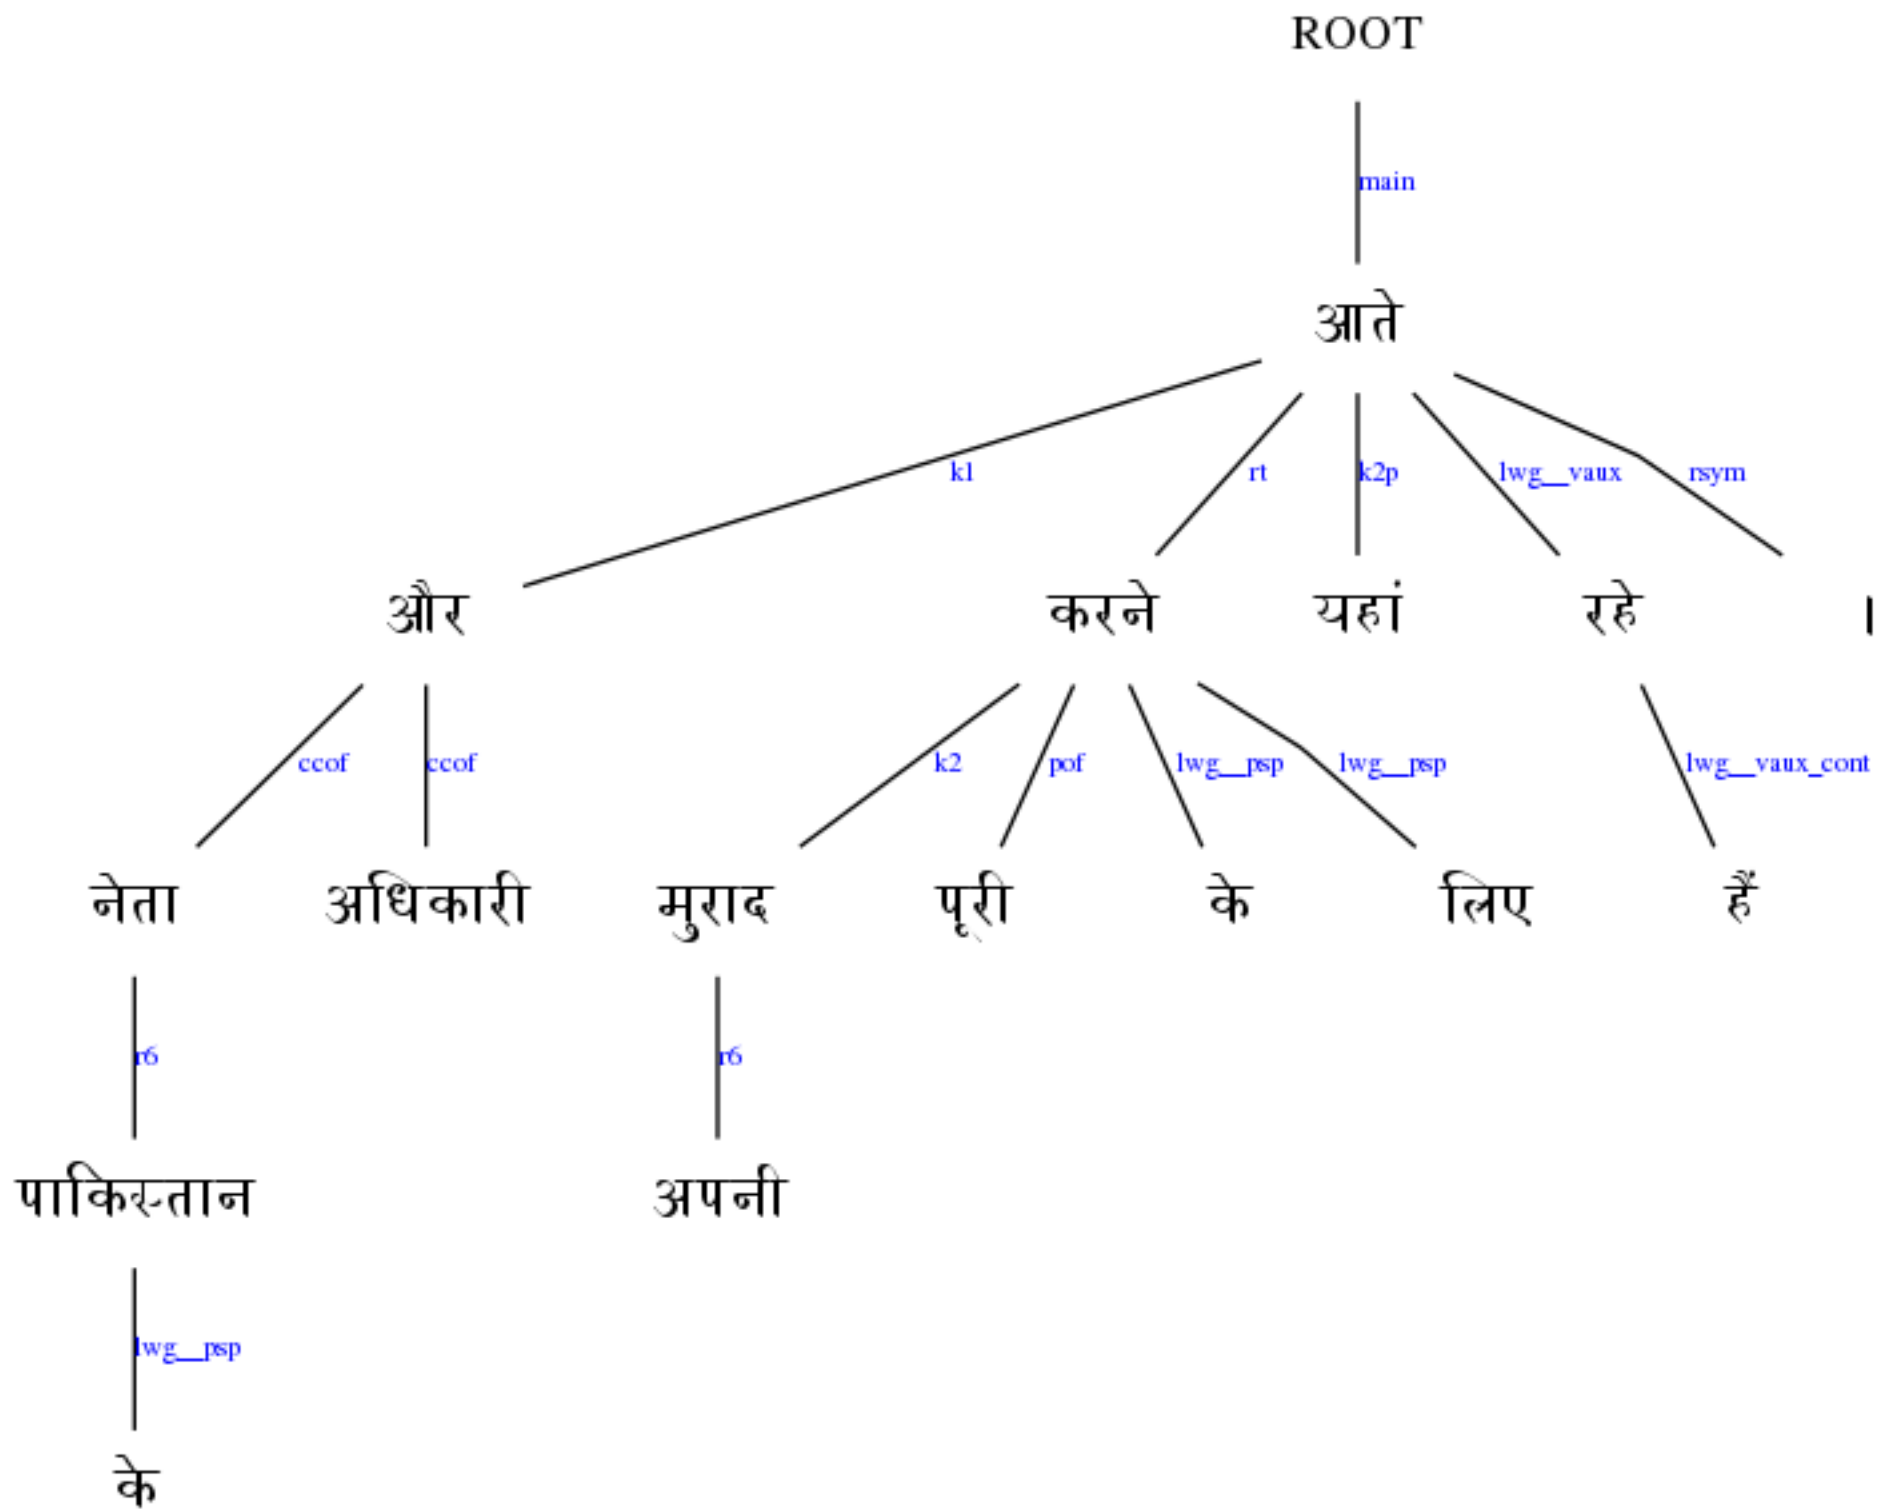 ROOT
main
आते
k1 rt k2p lwg__vaux rsym
और करने यहां रहे ।
ccof ccof k2 pof lwg__psp lwg__psp lwg__vaux_cont
नेता अधिकारी मुराद पूरी के लिए हैं
r6 r6
पाकिस्तान अपनी
lwg__psp
के